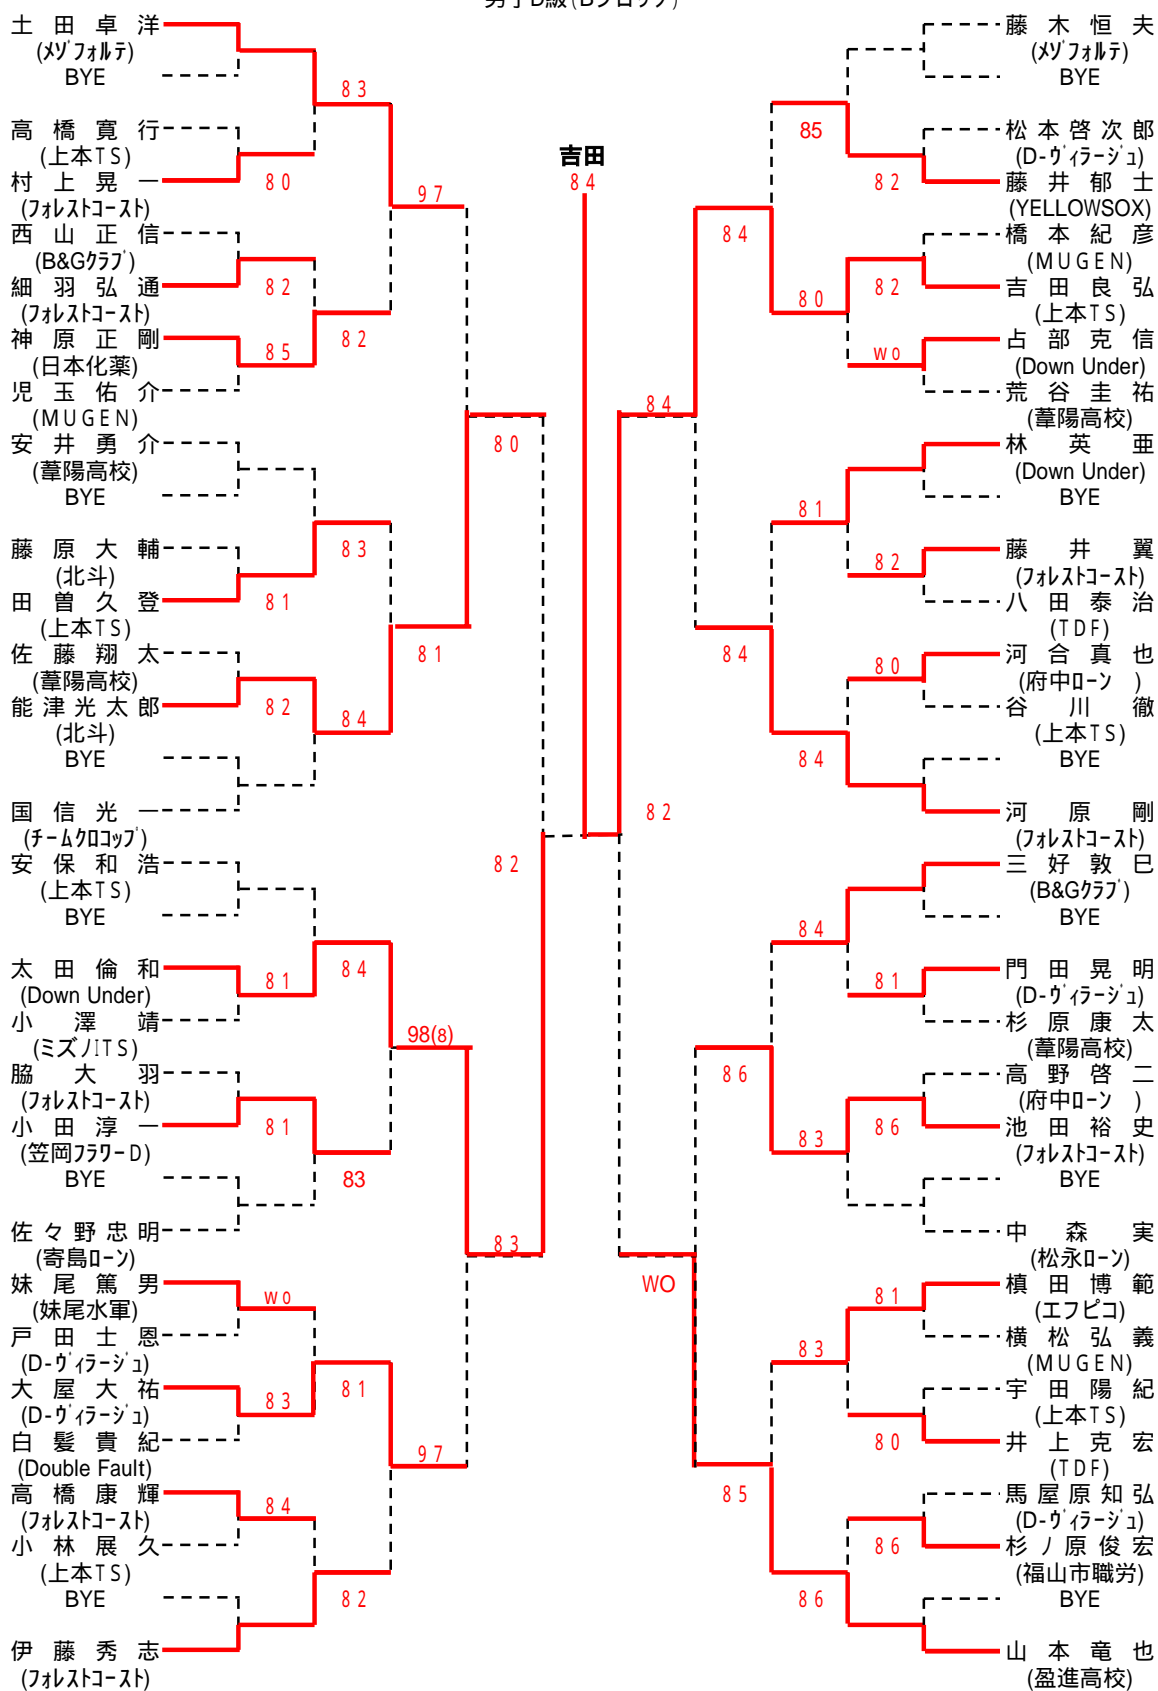 土田卓洋
(ﾒｿﾞﾌｫﾙﾃ)
BYE
83
高橋寛行
(上本TS)
村上晃一
80
(ﾌｫﾚｽﾄｺｰｽﾄ)
97
西山正信
(B&Gｸﾗﾌﾞ)
細羽弘通
82
(ﾌｫﾚｽﾄｺｰｽﾄ)
神原正剛
85
82
(日本化薬)
児玉佑介
(MUGEN)
安井勇介
80
(葦陽高校)
BYE
藤原大輔
83
(北斗)
田曽久登
81
(上本TS)
佐藤翔太
81
(葦陽高校)
能津光太郎
82
84
(北斗)
BYE
国信光一
(ﾁｰﾑｸﾛｺｯﾌﾟ)
安保和浩
82
(上本TS)
BYE
太田倫和
81
84
(Down Under)
小澤靖
98(8)
(ミズノITS)
脇大羽
(ﾌｫﾚｽﾄｺｰｽﾄ)
小田淳一
81
(笠岡ﾌﾗﾜｰD)
BYE
83
佐々野忠明
83
(寄島ﾛｰﾝ)
妹尾篤男
wo
(妹尾水軍)
戸田士恩
(D-ｳﾞｨﾗｰｼﾞｭ)
大屋大祐
83
81
(D-ｳﾞｨﾗｰｼﾞｭ)
白髪貴紀
97
(Double Fault)
高橋康輝
84
(ﾌｫﾚｽﾄｺｰｽﾄ)
小林展久
(上本TS)
BYE
82
伊藤秀志
(ﾌｫﾚｽﾄｺｰｽﾄ)
吉田
84
82
藤木恒夫
(ﾒｿﾞﾌｫﾙﾃ)
BYE
85
松本啓次郎
(D-ｳﾞｨﾗｰｼﾞｭ)
82
藤井郁士
(YELLOWSOX)
84
橋本紀彦
(MUGEN)
80
82
吉田良弘
(上本TS)
wo
占部克信
(Down Under)
荒谷圭祐
84
(葦陽高校)
林英亜
(Down Under)
BYE
81
藤井翼
82
(ﾌｫﾚｽﾄｺｰｽﾄ)
八田泰治
(TDF)
84
80
河合真也
(府中ﾛｰﾝ )
谷川徹
(上本TS)
84
BYE
河原剛
(ﾌｫﾚｽﾄｺｰｽﾄ)
三好敦巳
(B&Gｸﾗﾌﾞ)
BYE
84
門田晃明
81
(D-ｳﾞｨﾗｰｼﾞｭ)
杉原康太
(葦陽高校)
86
高野啓二
(府中ﾛｰﾝ )
83
86
池田裕史
(ﾌｫﾚｽﾄｺｰｽﾄ)
BYE
中森実
(松永ﾛｰﾝ)
WO
81
槙田博範
(エフピコ)
横松弘義
83
(MUGEN)
宇田陽紀
(上本TS)
80
井上克宏
(TDF)
85
馬屋原知弘
(D-ｳﾞｨﾗｰｼﾞｭ)
86
杉ノ原俊宏
(福山市職労)
86
BYE
山本竜也
(盈進高校)